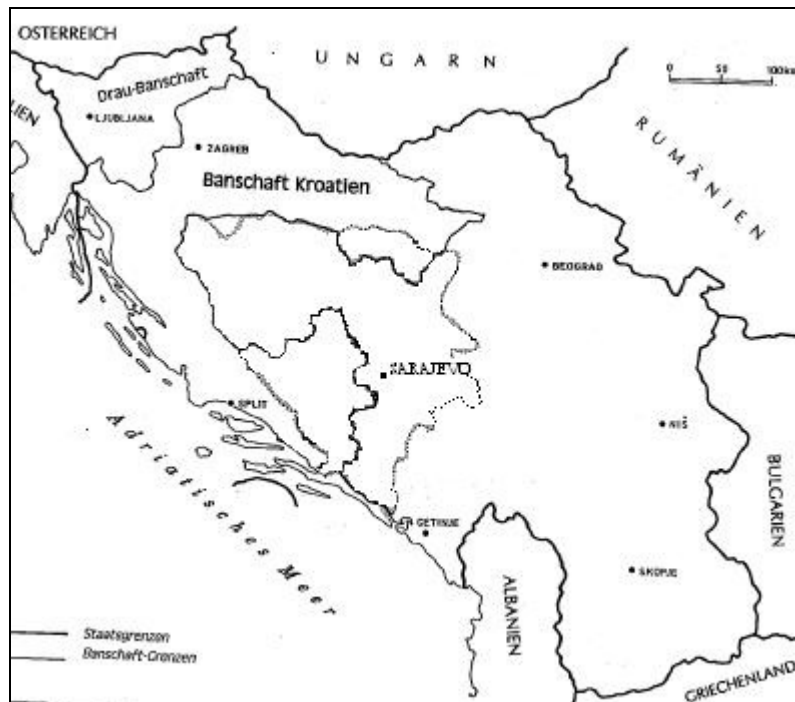 OSTERREICH
UNGARN
0 50 100km
Drau-Banschaft
LJUBLJANA
LIEN
ZAGREB
RUMÄNIEN
Banschaft Kroatien
BEOGRAD
SARAJEVO
SPLIT
NIŠ
Adriatisches Meer
BULGARIEN
CETINJE
SKOPJE
ALBANIEN
Staatsgrenzen
Banschaft-Grenzen
GRIECHENLAND